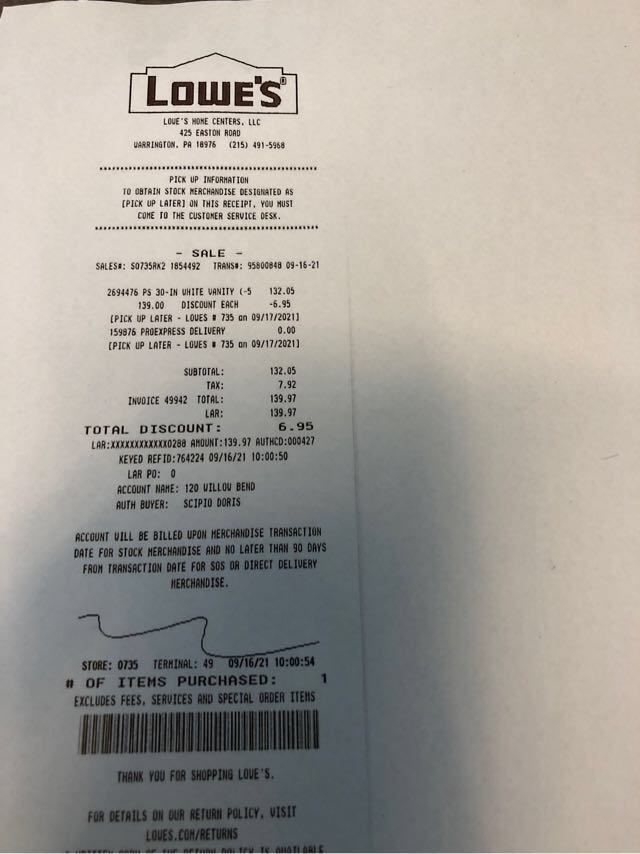 LOWE'S
LOWE'S HOME CENTERS, LLC
425 EASTON ROAD
WARRINGTON, PA 18976 (215) 491-5968
PICK UP INFORMATION
TO OBTAIN STOCK MERCHANDISE DESIGNATED AS
[PICK UP LATER] ON THIS RECEIPT, YOU MUST
COME TO THE CUSTOMER SERVICE DESK.
- SALE -
SALES#: S0735RK2 1854492 TRANS#: 95800848 09-16-21
2694476 PS 30-IN WHITE VANITY (-5 132.05
139.00 DISCOUNT EACH -6.95
[PICK UP LATER - LOWES # 735 on 09/17/2021]
159876 PROEXPRESS DELIVERY 0.00
[PICK UP LATER - LOWES # 735 on 09/17/2021]
SUBTOTAL: 132.05
TAX: 7.92
INVOICE 49942 TOTAL: 139.97
LAR: 139.97
TOTAL DISCOUNT: 6.95
LAR:XXXXXXXXXXXX0288 AMOUNT:139.97 AUTHCD:000427
KEYED REFID:764224 09/16/21 10:00:50
LAR PO: 0
ACCOUNT NAME: 120 WILLOW BEND
AUTH BUYER: SCIPIO DORIS
ACCOUNT WILL BE BILLED UPON MERCHANDISE TRANSACTION
DATE FOR STOCK MERCHANDISE AND NO LATER THAN 90 DAYS
FROM TRANSACTION DATE FOR SOS OR DIRECT DELIVERY
MERCHANDISE.
STORE: 0735 TERMINAL: 49 09/16/21 10:00:54
# OF ITEMS PURCHASED: 1
EXCLUDES FEES, SERVICES AND SPECIAL ORDER ITEMS
THANK YOU FOR SHOPPING LOWE'S.
FOR DETAILS ON OUR RETURN POLICY, VISIT
LOWES.COM/RETURNS
A WRITTEN COPY OF THE RETURN POLICY IS AVAILABLE